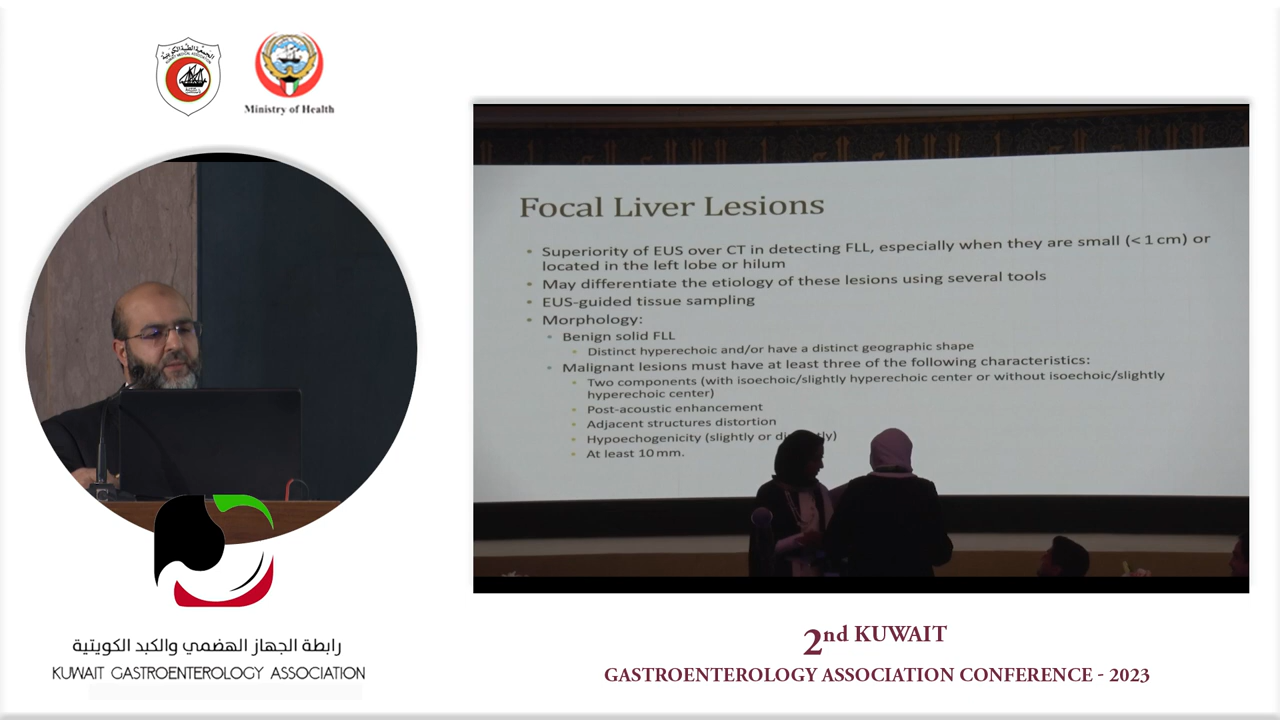 Ministry of Health
Focal Liver Lesions
• Superiority of EUS over CT in detecting FLL, especially when they are small (< 1 cm) or
located in the left lobe or hilum
• May differentiate the etiology of these lesions using several tools
• EUS-guided tissue sampling
• Morphology:
• Benign solid FLL
• Distinct hyperechoic and/or have a distinct geographic shape
• Malignant lesions must have at least three of the following characteristics:
• Two components (with isoechoic/slightly hyperechoic center or without isoechoic/slightly
hyperechoic center)
• Post-acoustic enhancement
• Adjacent structures distortion
• Hypoechogenicity (slightly or
• At least 10 mm.
رابطة الجهاز الهضمي والكبد الكويتية
KUWAIT GASTROENTEROLOGY ASSOCIATION
2nd KUWAIT
GASTROENTEROLOGY ASSOCIATION CONFERENCE - 2023